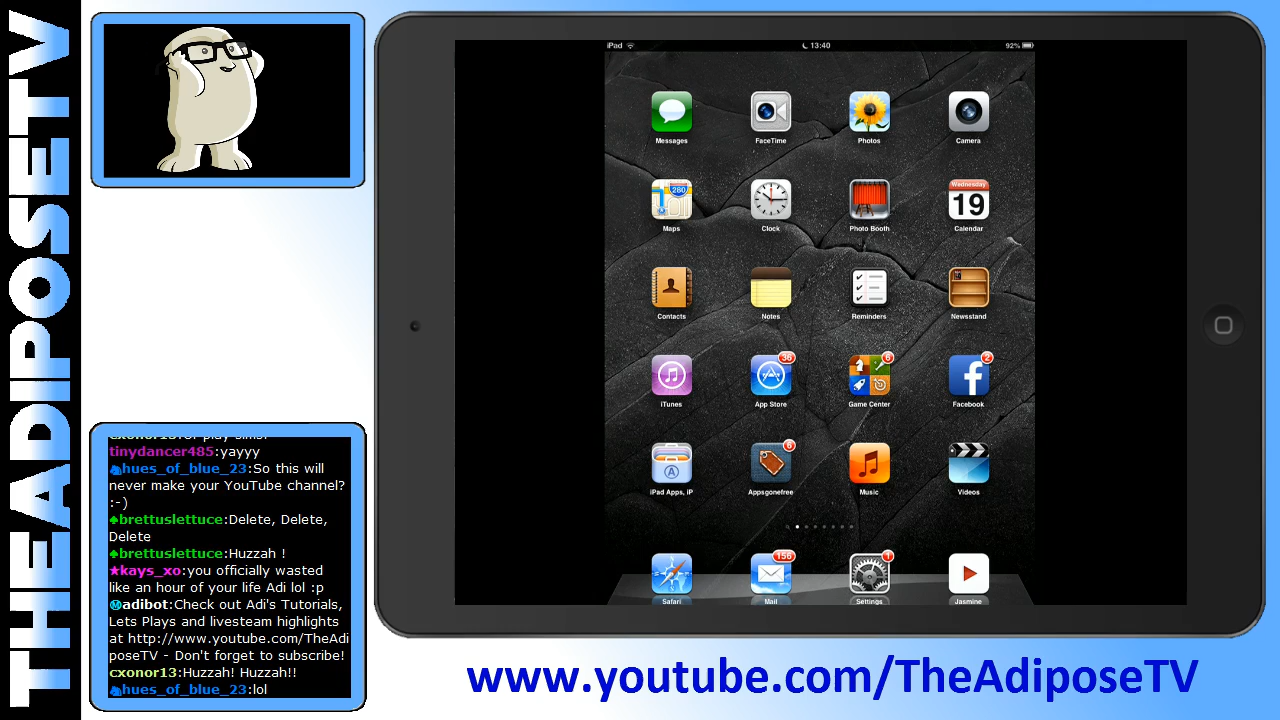 THEADIPOSETV
iPad
13:40
92%
Messages
FaceTime
Photos
Camera
280
Wednesday
19
Maps
Clock
Photo Booth
Calendar
Contacts
Notes
Reminders
Newsstand
36
6
2
iTunes
App Store
Game Center
Facebook
6
iPad Apps, iP
Appsgonefree
Music
Videos
156
1
Safari
Mail
Settings
Jasmine
cxonor13:Or play sims!
tinydancer485:yayyy
hues_of_blue_23:So this will
never make your YouTube channel?
:-)
brettuslettuce:Delete, Delete,
Delete
brettuslettuce:Huzzah !
kays_xo:you officially wasted
like an hour of your life Adi lol :p
adibot:Check out Adi's Tutorials,
Lets Plays and livesteam highlights
at http://www.youtube.com/TheAdi
poseTV - Don't forget to subscribe!
cxonor13:Huzzah! Huzzah!!
hues_of_blue_23:lol
www.youtube.com/TheAdiposeTV